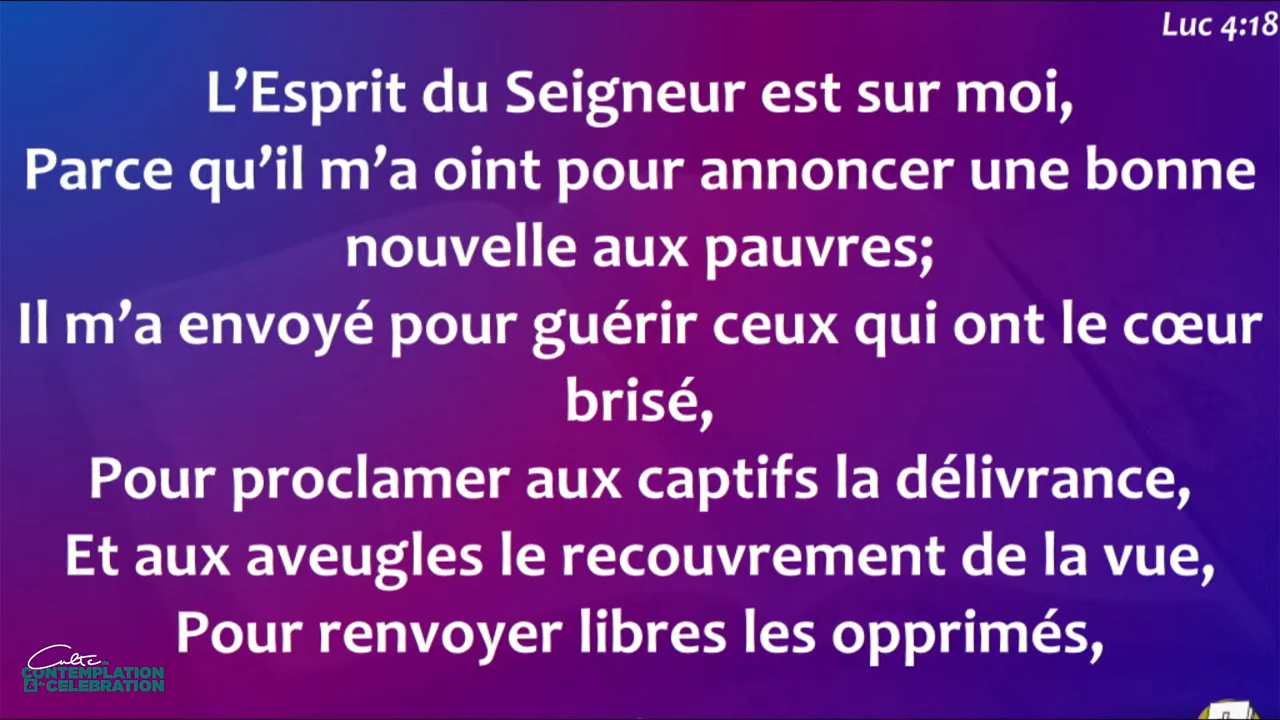 Luc 4:18
L’Esprit du Seigneur est sur moi,
Parce qu’il m’a oint pour annoncer une bonne
nouvelle aux pauvres;
Il m’a envoyé pour guérir ceux qui ont le cœur
brisé,
Pour proclamer aux captifs la délivrance,
Et aux aveugles le recouvrement de la vue,
Pour renvoyer libres les opprimés,
Culte
CONTEMPLATION
CELEBRATION